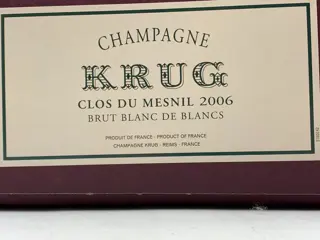 CHAMPAGNE
KRUG
CLOS DU MESNIL 2006
BRUT BLANC DE BLANCS
PRODUIT DE FRANCE - PRODUCT OF FRANCE
CHAMPAGNE KRUG - REIMS - FRANCE